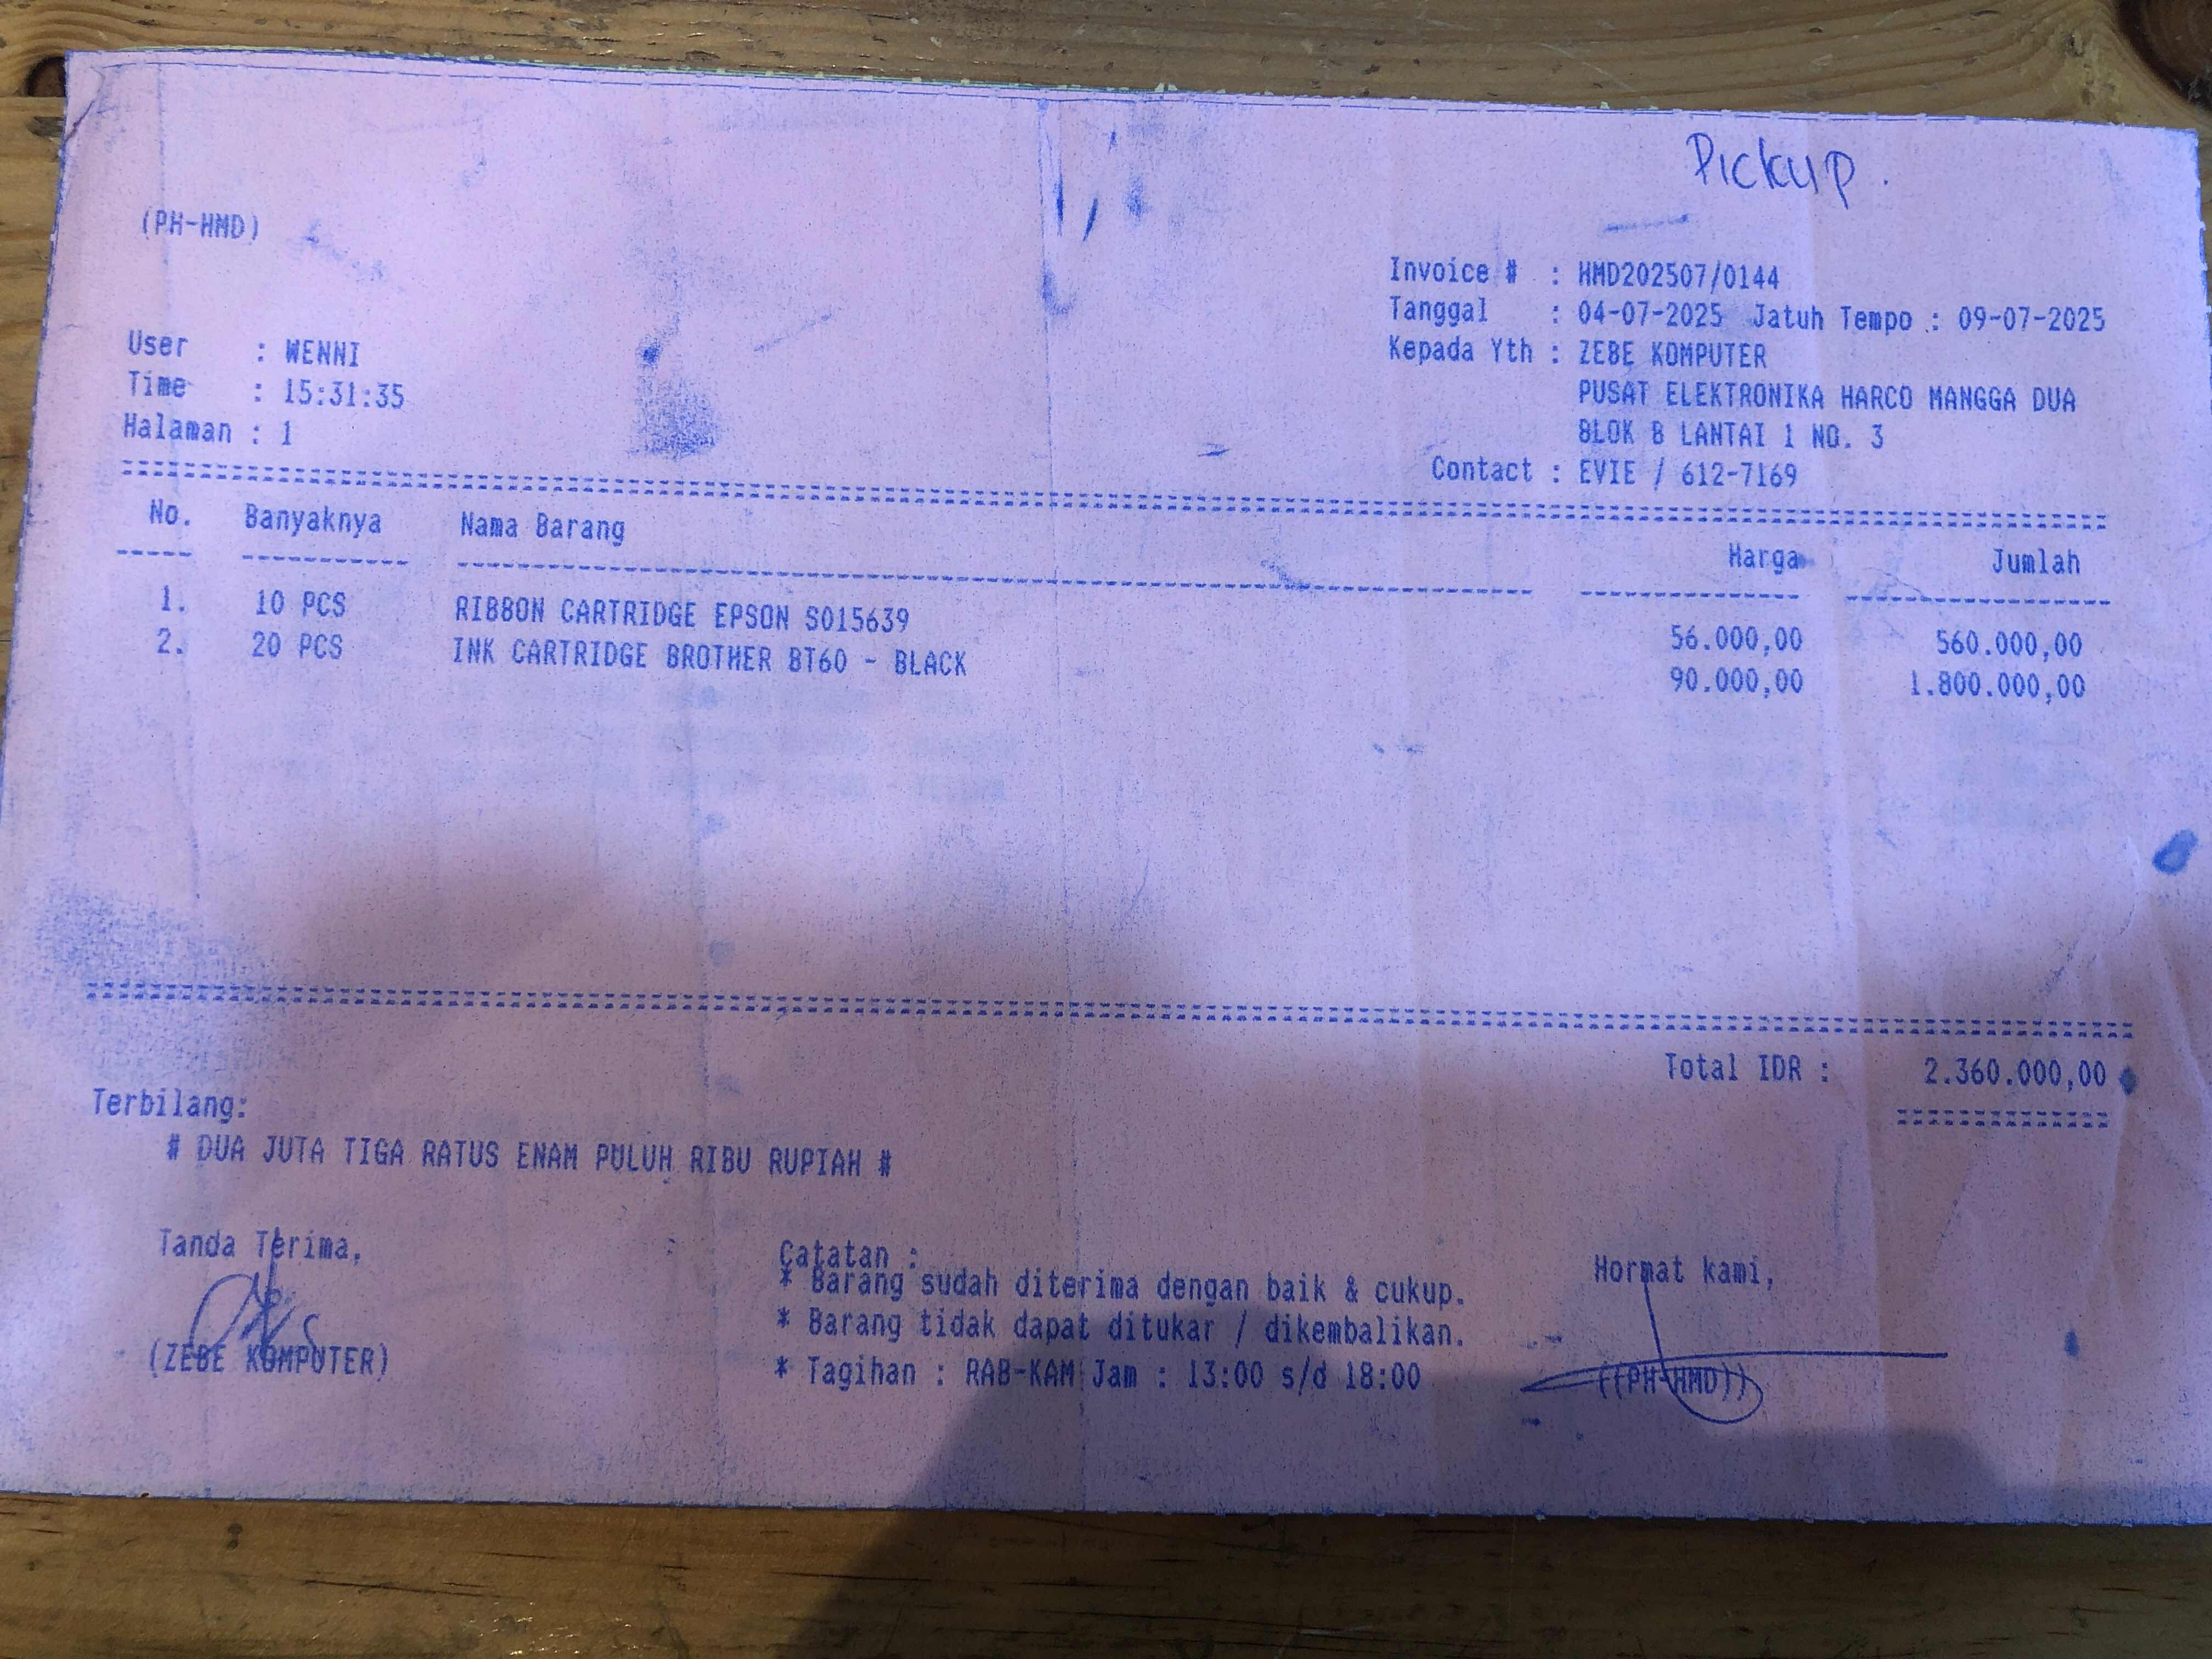 Pickup.
(PH-HMD)
Invoice # : HMD202507/0144
Tanggal : 04-07-2025 Jatuh Tempo : 09-07-2025
Kepada Yth : ZEBE KOMPUTER
PUSAT ELEKTRONIKA HARCO MANGGA DUA
BLOK B LANTAI 1 NO. 3
Contact : EVIE / 612-7169
User : WENNI
Time : 15:31:35
Halaman : 1
No. Banyaknya Nama Barang Harga Jumlah
1. 10 PCS RIBBON CARTRIDGE EPSON S015639 56.000,00 560.000,00
2. 20 PCS INK CARTRIDGE BROTHER BT60 - BLACK 90.000,00 1.800.000,00
Total IDR : 2.360.000,00
Terbilang:
# DUA JUTA TIGA RATUS ENAM PULUH RIBU RUPIAH #
Tanda Terima,
(ZEBE KOMPUTER)
Catatan :
* Barang sudah diterima dengan baik & cukup.
* Barang tidak dapat ditukar / dikembalikan.
* Tagihan : RAB-KAM Jam : 13:00 s/d 18:00
Hormat kami,
((PH-HMD))